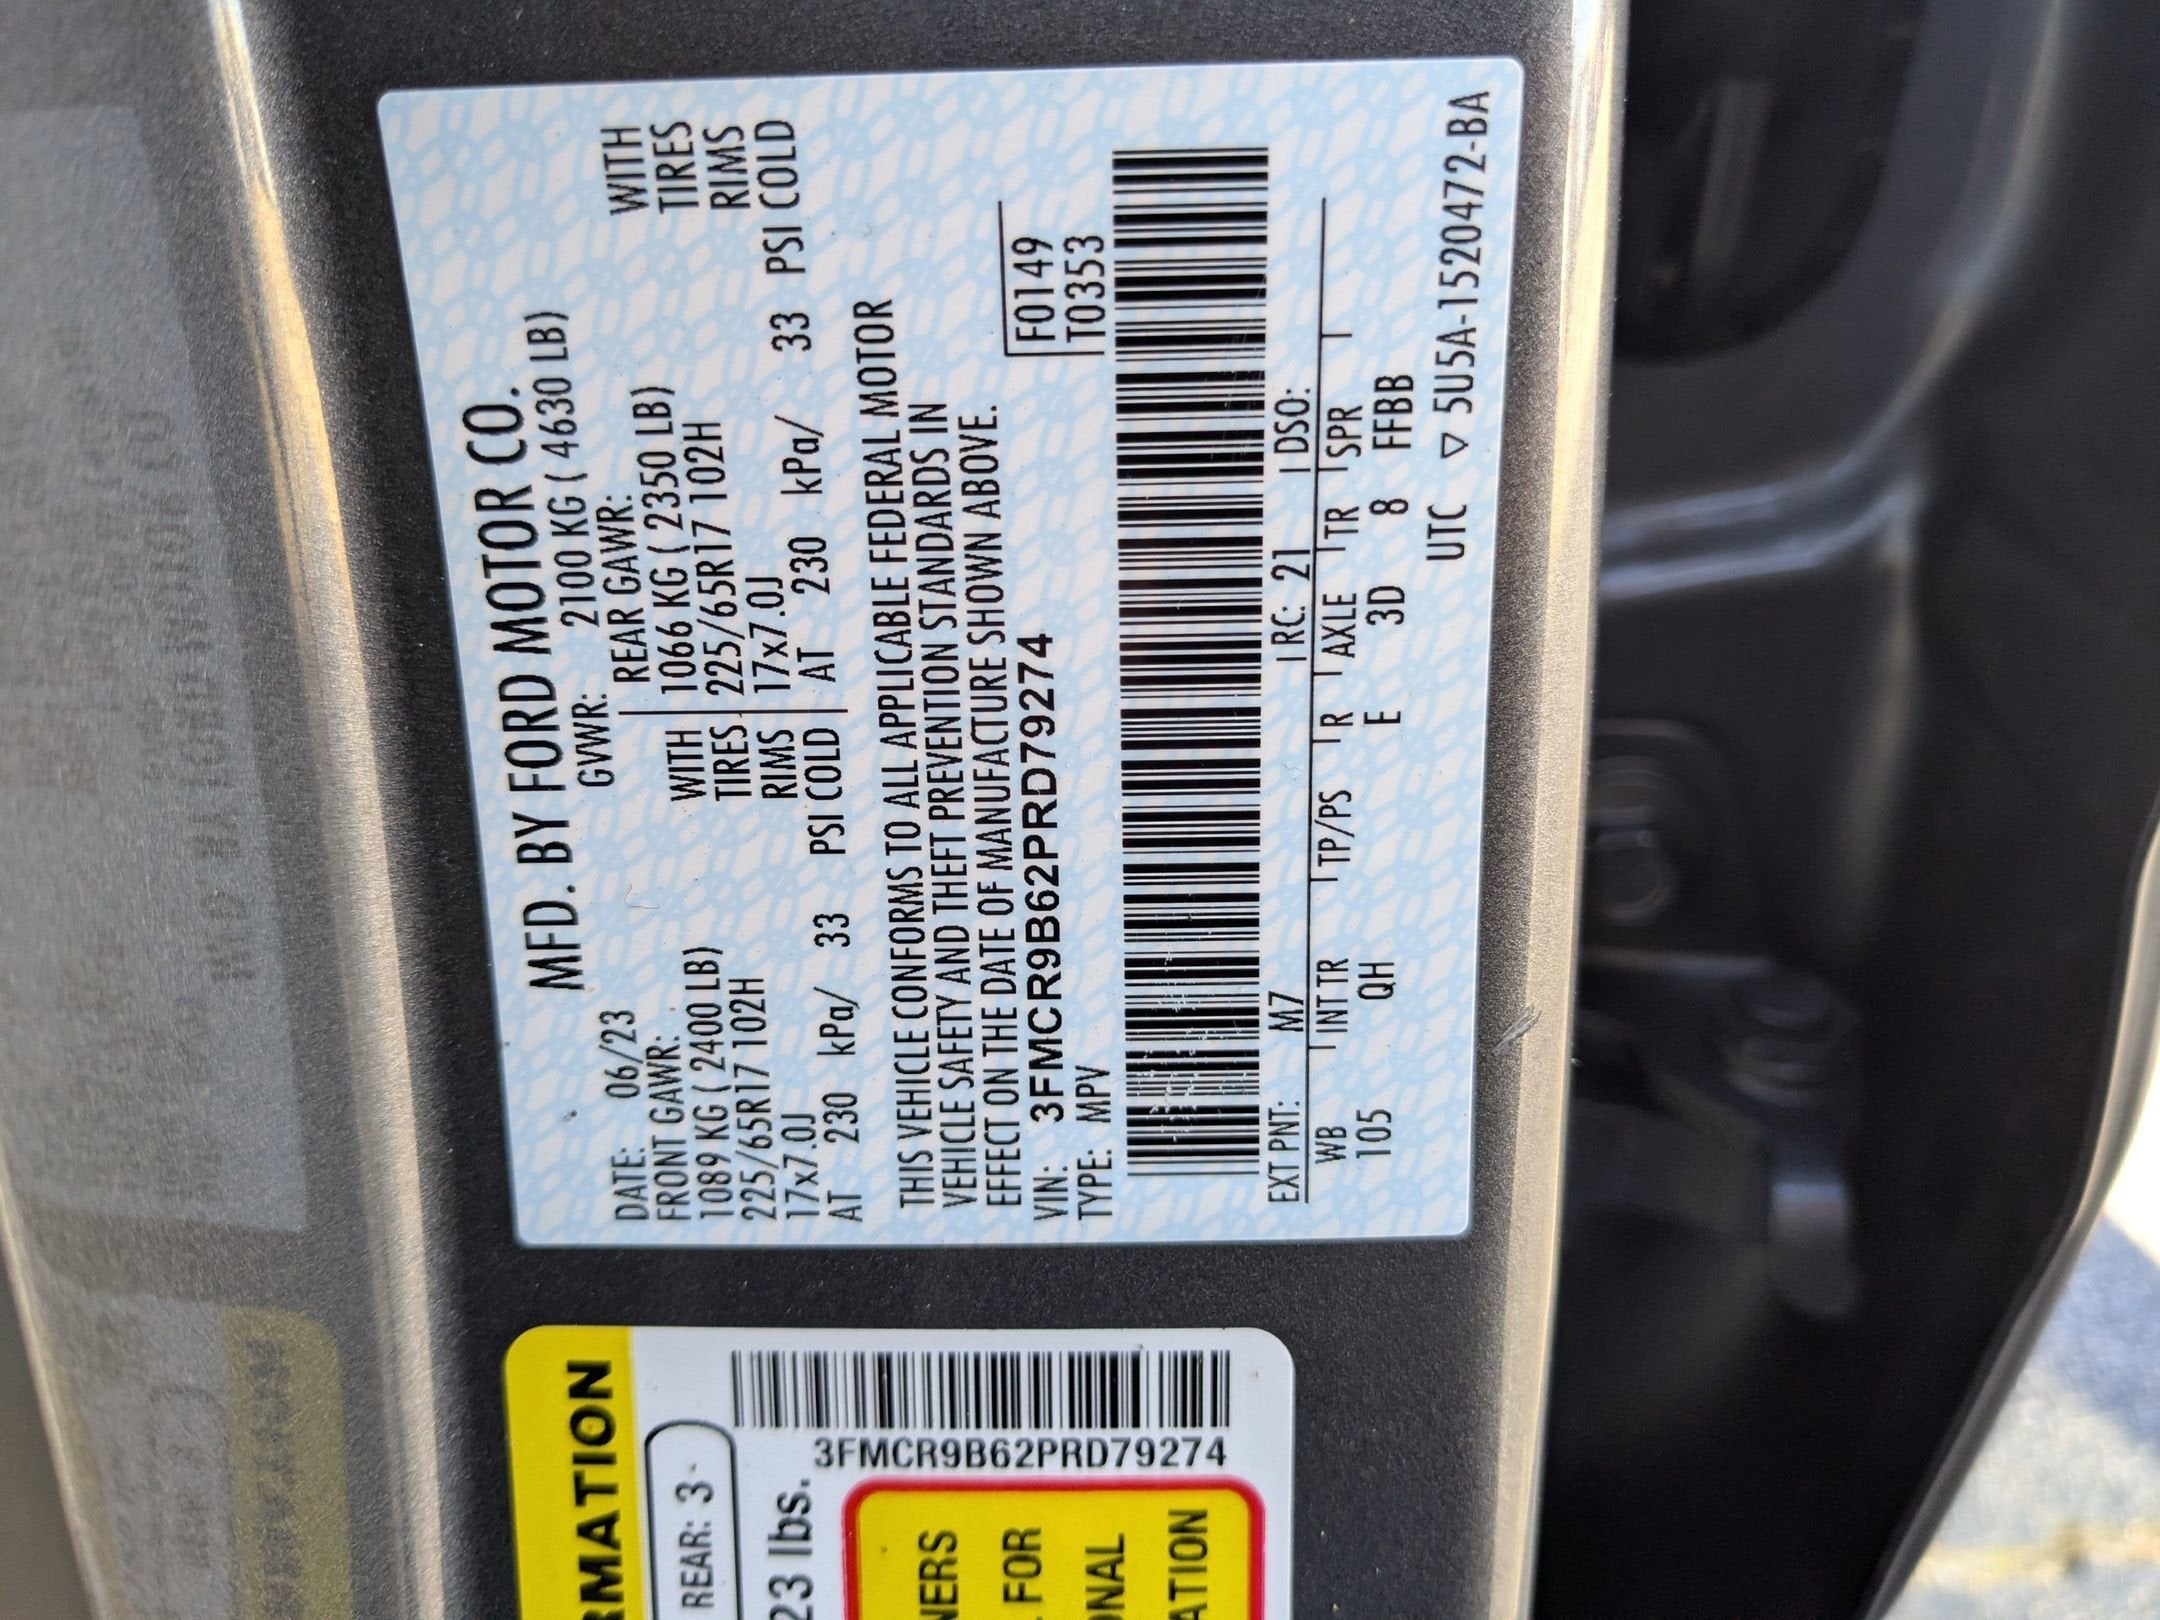 MFD. BY FORD MOTOR CO.
DATE: 06/23 GVWR: 2100 KG ( 4630 LB)
FRONT GAWR: REAR GAWR:
1089 KG ( 2400 LB) WITH 1066 KG ( 2350 LB) WITH
225/65R17 102H TIRES 225/65R17 102H TIRES
17x7.0J RIMS 17x7.0J RIMS
AT 230 kPa/ 33 PSI COLD AT 230 kPa/ 33 PSI COLD
THIS VEHICLE CONFORMS TO ALL APPLICABLE FEDERAL MOTOR
VEHICLE SAFETY AND THEFT PREVENTION STANDARDS IN
EFFECT ON THE DATE OF MANUFACTURE SHOWN ABOVE.
VIN: 3FMCR9B62PRD79274 F0149
TYPE: MPV T0353
EXT PNT: M7 RC: 21 DSO:
WB INT TR TP/PS R AXLE TR SPR
105 QH E 3D 8 FFBB
UTC ▽ 5U5A-1520472-BA
RMATION
REAR: 3
23 lbs.
3FMCR9B62PRD79274
NERS
L FOR
ONAL
ATION